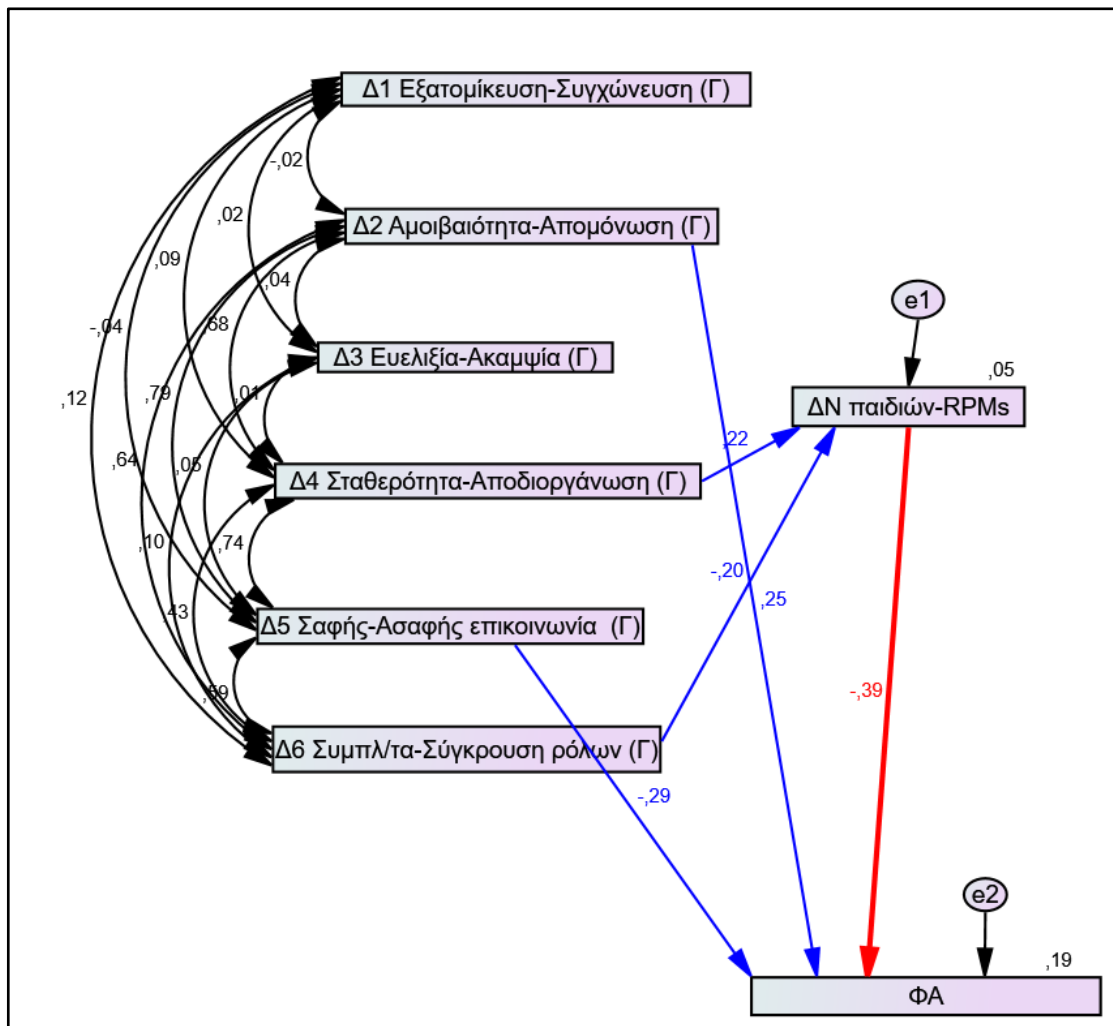 Δ1 Εξατομίκευση-Συγχώνευση (Γ)
-,02
Δ2 Αμοιβαιότητα-Απομόνωση (Γ)
,02
,09
,04
e1
-,04
,68
Δ3 Ευελιξία-Ακαμψία (Γ)
,05
,12
,79
,01
ΔΝ παιδιών-RPMs
,22
,64
,05
Δ4 Σταθερότητα-Αποδιοργάνωση (Γ)
,10
,74
-,20
,25
,43
Δ5 Σαφής-Ασαφής επικοινωνία (Γ)
-,39
,59
Δ6 Συμπλ/τα-Σύγκρουση ρόλων (Γ)
-,29
e2
,19
ΦΑ